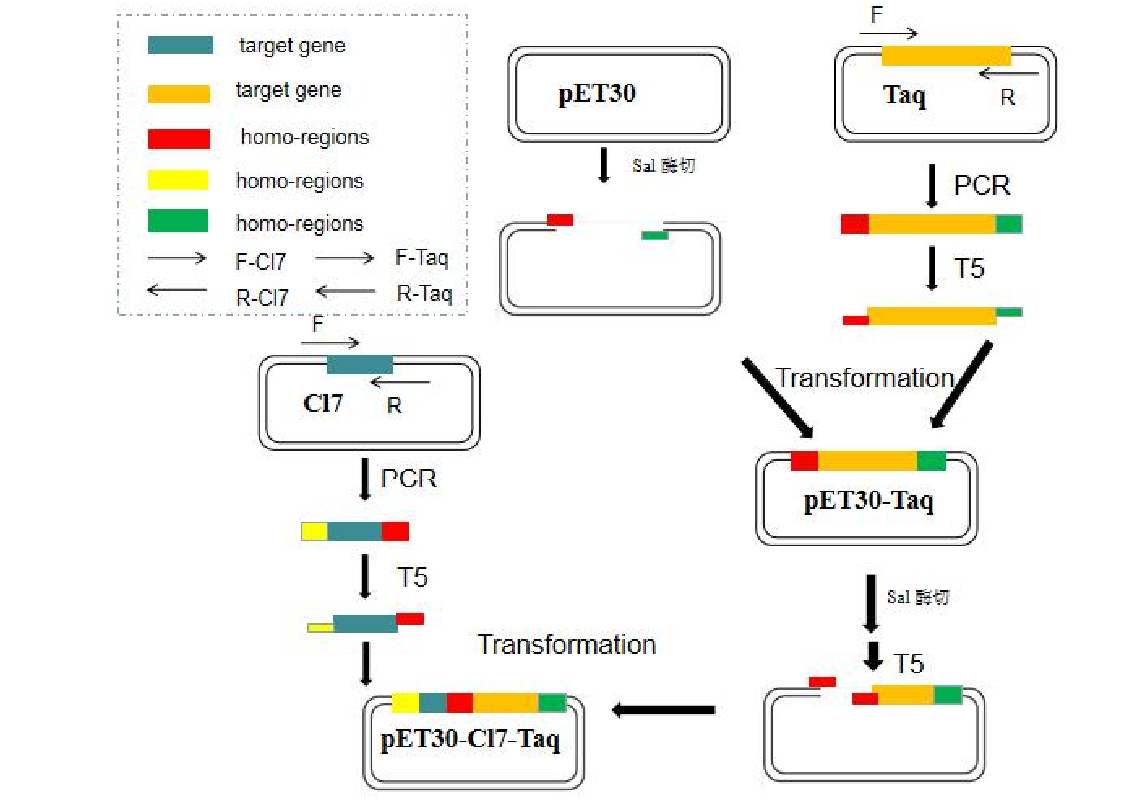 target gene
target gene
homo-regions
homo-regions
homo-regions
F-Cl7 F-Taq
R-Cl7 R-Taq
pET30
Sal 酶切
F
Taq
R
PCR
T5
Transformation
pET30-Taq
Sal 酶切
T5
F
Cl7
R
PCR
T5
Transformation
pET30-Cl7-Taq